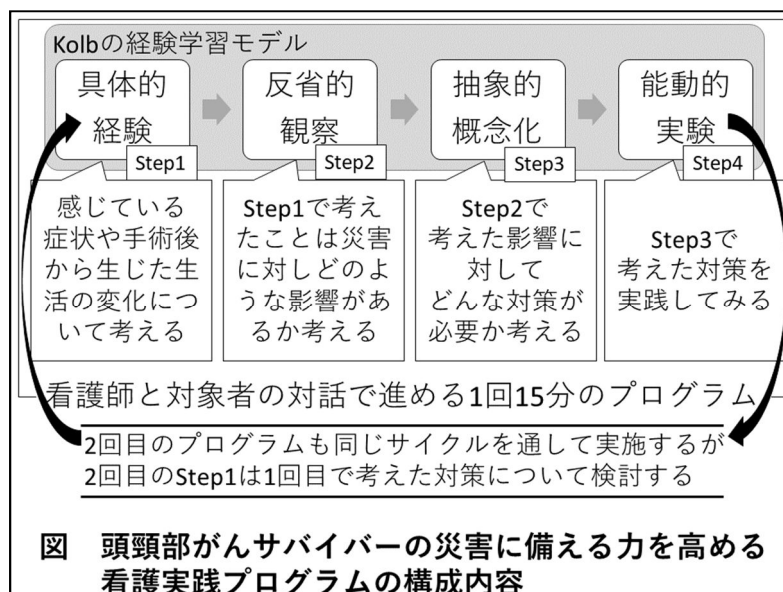 Kolbの経験学習モデル
具体的
経験
Step1
反省的
観察
Step2
抽象的
概念化
Step3
能動的
実験
Step4
感じている
症状や手術後
から生じた生
活の変化につ
いて考える
Step1で考え
たことは災害
に対しどのよ
うな影響があ
るか考える
Step2で
考えた影響に
対して
どんな対策が
必要か考える
Step3で
考えた対策を
実践してみる
看護師と対象者の対話で進める1回15分のプログラム
2回目のプログラムも同じサイクルを通して実施するが
2回目のStep1は1回目で考えた対策について検討する
図 頭頸部がんサバイバーの災害に備える力を高める
看護実践プログラムの構成内容